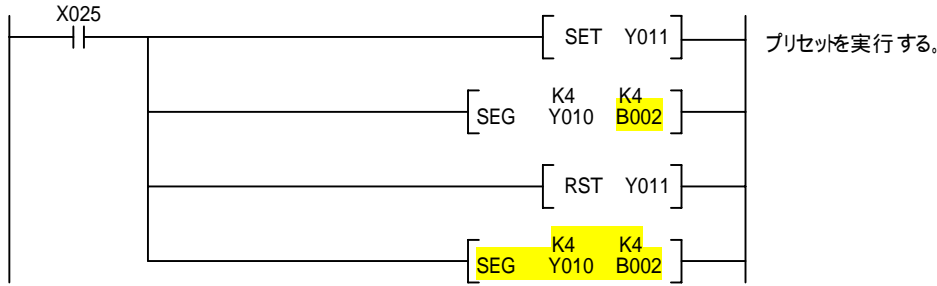 X025
SET Y011 プリセットを実行する。
K4 K4
SEG Y010 B002
RST Y011
K4 K4
SEG Y010 B002